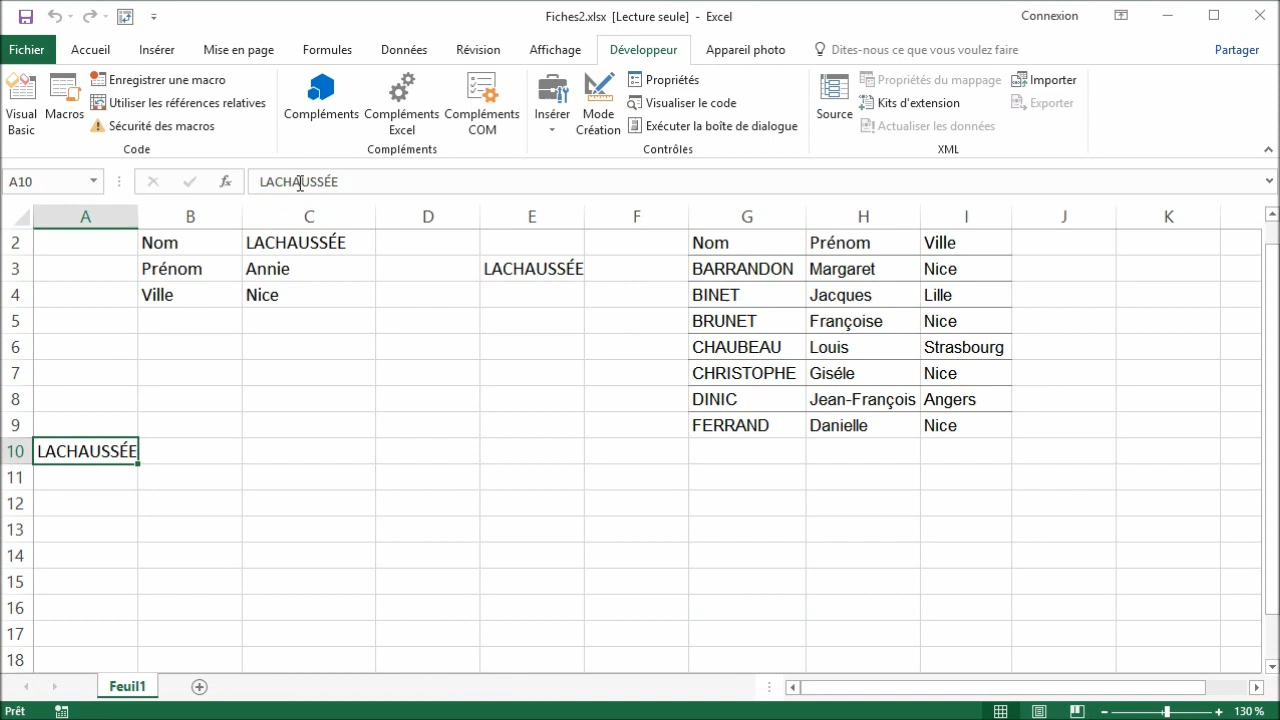 Fiches2.xlsx [Lecture seule] - Excel
Connexion
Fichier Accueil Insérer Mise en page Formules Données Révision Affichage Développeur Appareil photo Dites-nous ce que vous voulez faire Partager
Visual Basic
Macros
Enregistrer une macro
Utiliser les références relatives
Sécurité des macros
Code
Compléments
Compléments Excel
Compléments COM
Compléments
Insérer
Mode Création
Propriétés
Visualiser le code
Exécuter la boîte de dialogue
Contrôles
Source
Propriétés du mappage
Kits d'extension
Actualiser les données
Importer
Exporter
XML
A10 fx LACHAUSSÉE
A B C D E F G H I J K
2 Nom LACHAUSSÉE Nom Prénom Ville
3 Prénom Annie LACHAUSSÉE BARRANDON Margaret Nice
4 Ville Nice BINET Jacques Lille
5 BRUNET Françoise Nice
6 CHAUBEAU Louis Strasbourg
7 CHRISTOPHE Giséle Nice
8 DINIC Jean-François Angers
9 FERRAND Danielle Nice
10 LACHAUSSÉE
11
12
13
14
15
16
17
18
Feuil1
Prêt 130 %